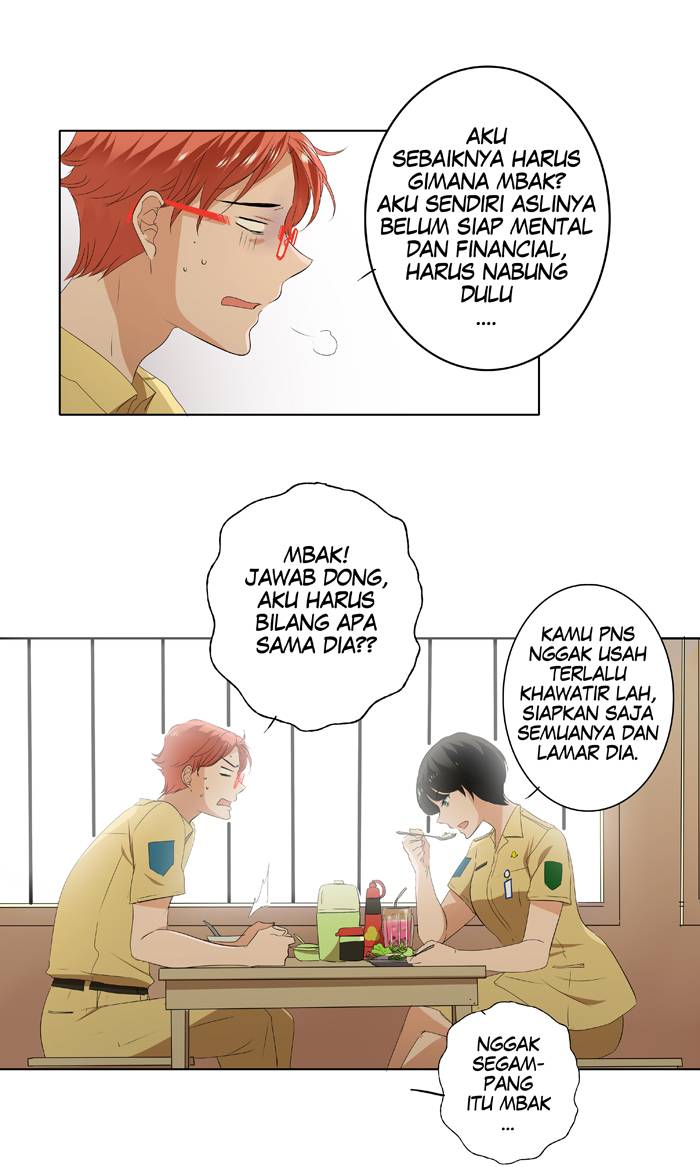 AKU
SEBAIKNYA HARUS
GIMANA MBAK?
AKU SENDIRI ASLINYA
BELUM SIAP MENTAL
DAN FINANCIAL,
HARUS NABUNG
DULU
....
MBAK!
JAWAB DONG,
AKU HARUS
BILANG APA
SAMA DIA??
KAMU PNS
NGGAK USAH
TERLALU
KHAWATIR LAH,
SIAPKAN SAJA
SEMUANYA DAN
LAMAR DIA.
NGGAK
SEGAM-
PANG
ITU MBAK
...